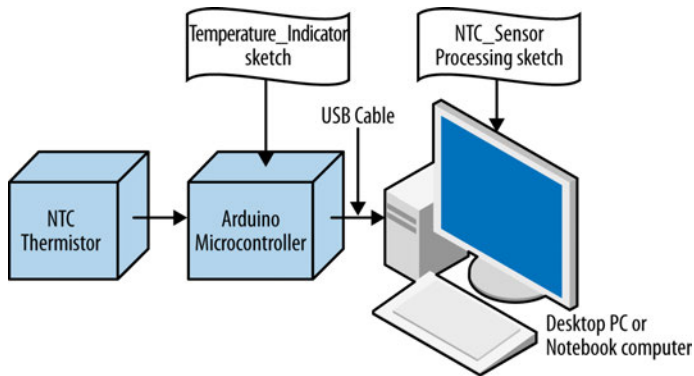 Temperature_Indicator
sketch
NTC_Sensor
Processing sketch
USB Cable
NTC
Thermistor
Arduino
Microcontroller
Desktop PC or
Notebook computer